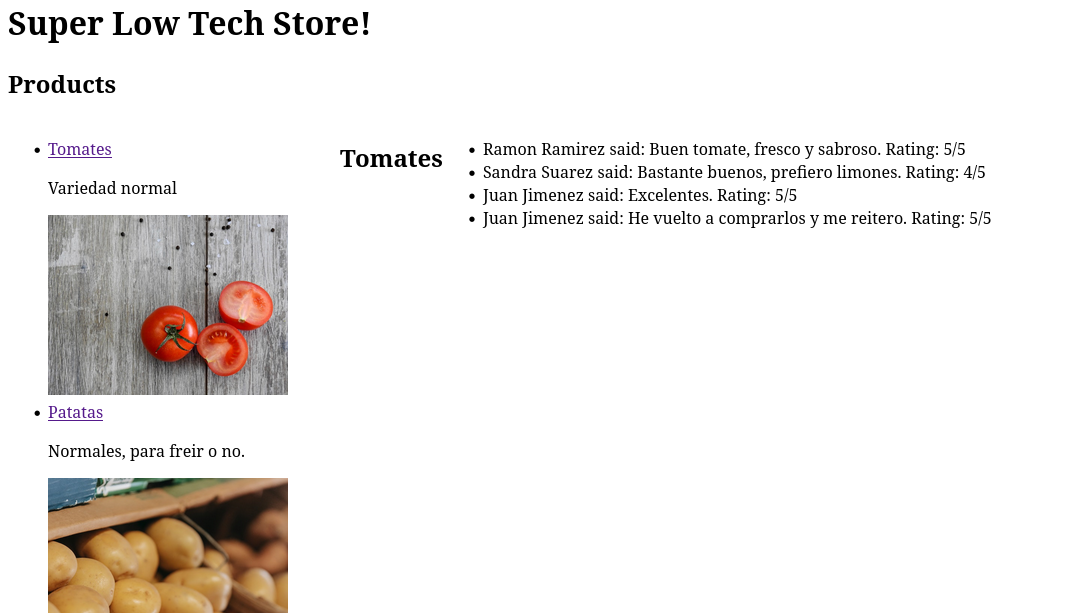 Super Low Tech Store!
Products
Tomates
Variedad normal
Patatas
Normales, para freir o no.
Tomates
Ramon Ramirez said: Buen tomate, fresco y sabroso. Rating: 5/5
Sandra Suarez said: Bastante buenos, prefiero limones. Rating: 4/5
Juan Jimenez said: Excelentes. Rating: 5/5
Juan Jimenez said: He vuelto a comprarlos y me reitero. Rating: 5/5